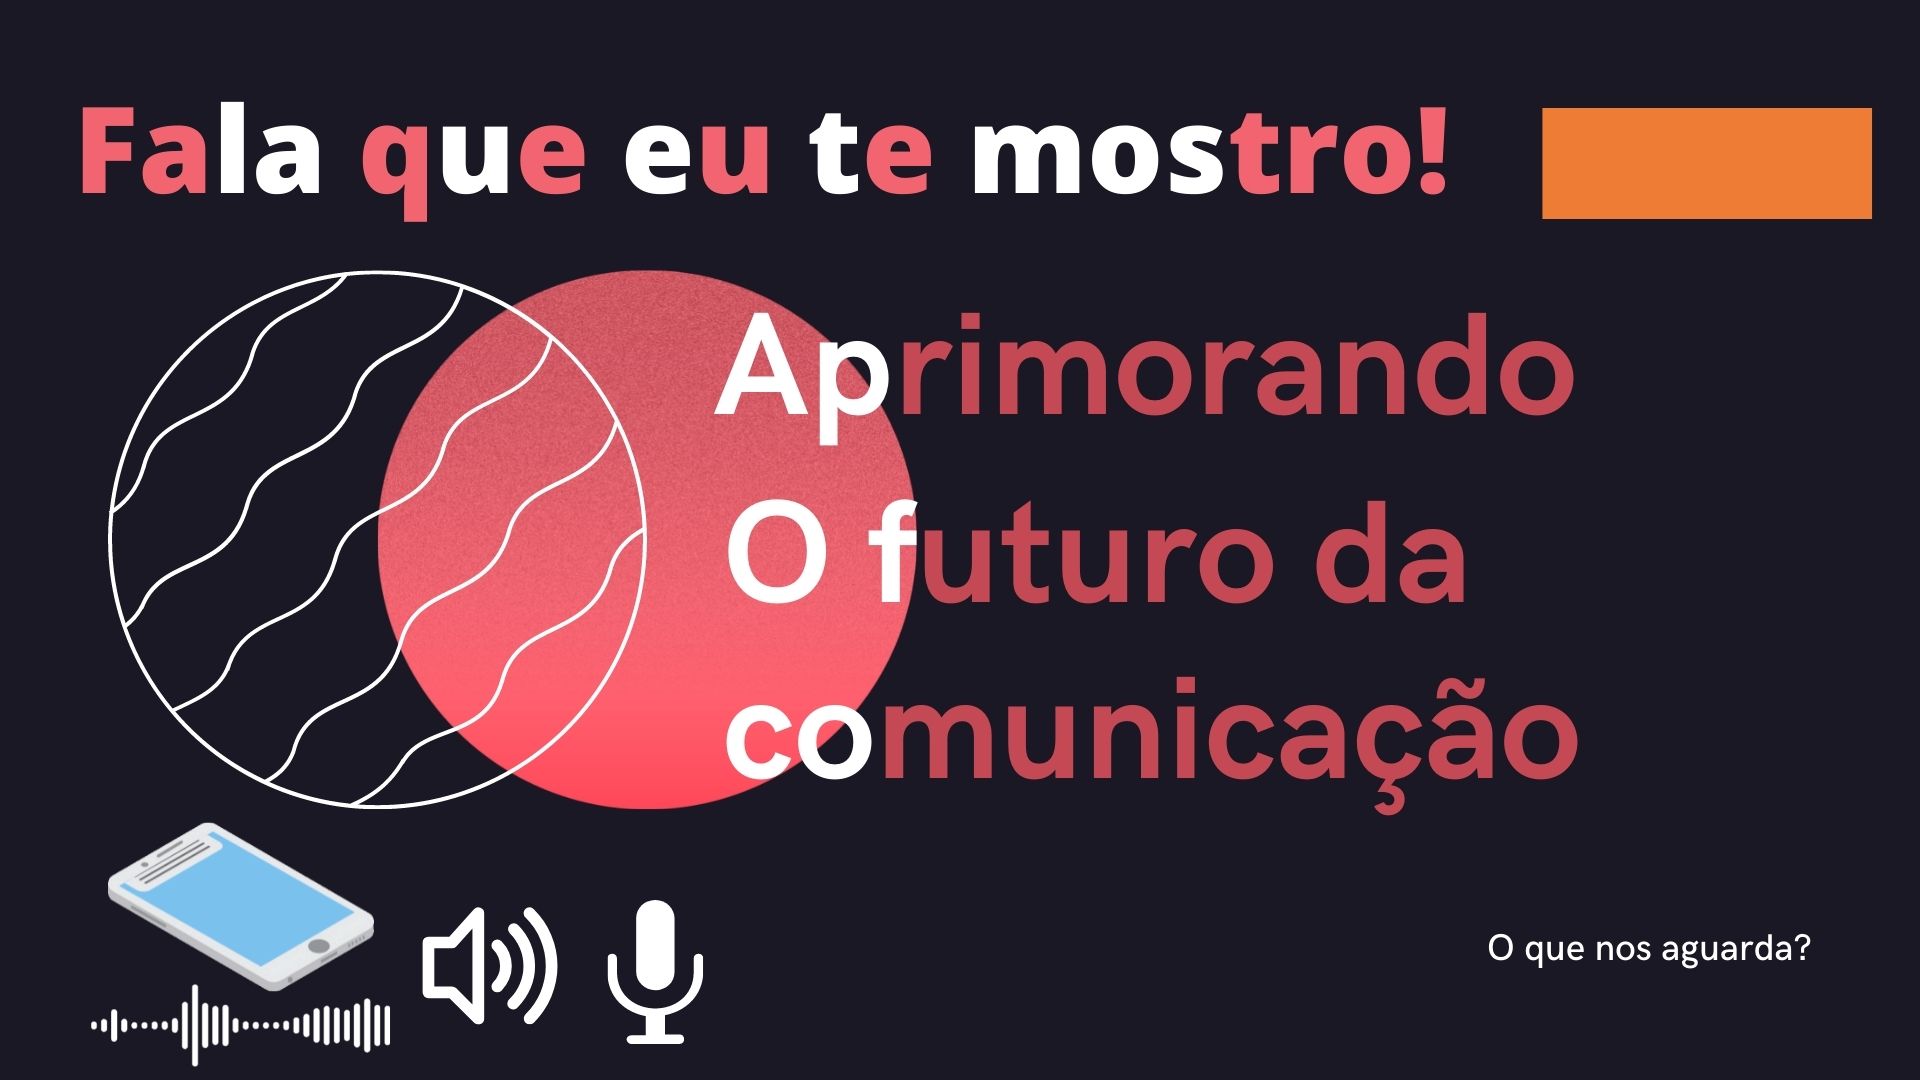 Fala que eu te mostro!
Aprimorando
O futuro da
comunicação
O que nos aguarda?